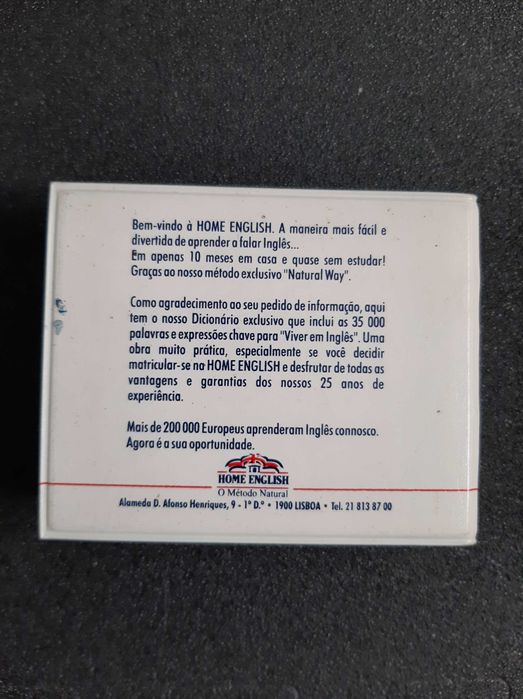 Bem-vindo à HOME ENGLISH. A maneira mais fácil e
divertida de aprender a falar Inglês...
Em apenas 10 meses em casa e quase sem estudar!
Graças ao nosso método exclusivo "Natural Way".
Como agradecimento ao seu pedido de informação, aqui
tem o nosso Dicionário exclusivo que inclui as 35 000
palavras e expressões chave para "Viver em Inglês". Uma
obra muito prática, especialmente se você decidir
matricular-se na HOME ENGLISH e desfrutar de todas as
vantagens e garantias dos nossos 25 anos de
experiência.
Mais de 200 000 Europeus aprenderam Inglês connosco.
Agora é a sua oportunidade.
HOME ENGLISH
O Método Natural
Alameda D. Afonso Henriques, 9 - 1º D.º • 1900 LISBOA • Tel. 21 813 87 00